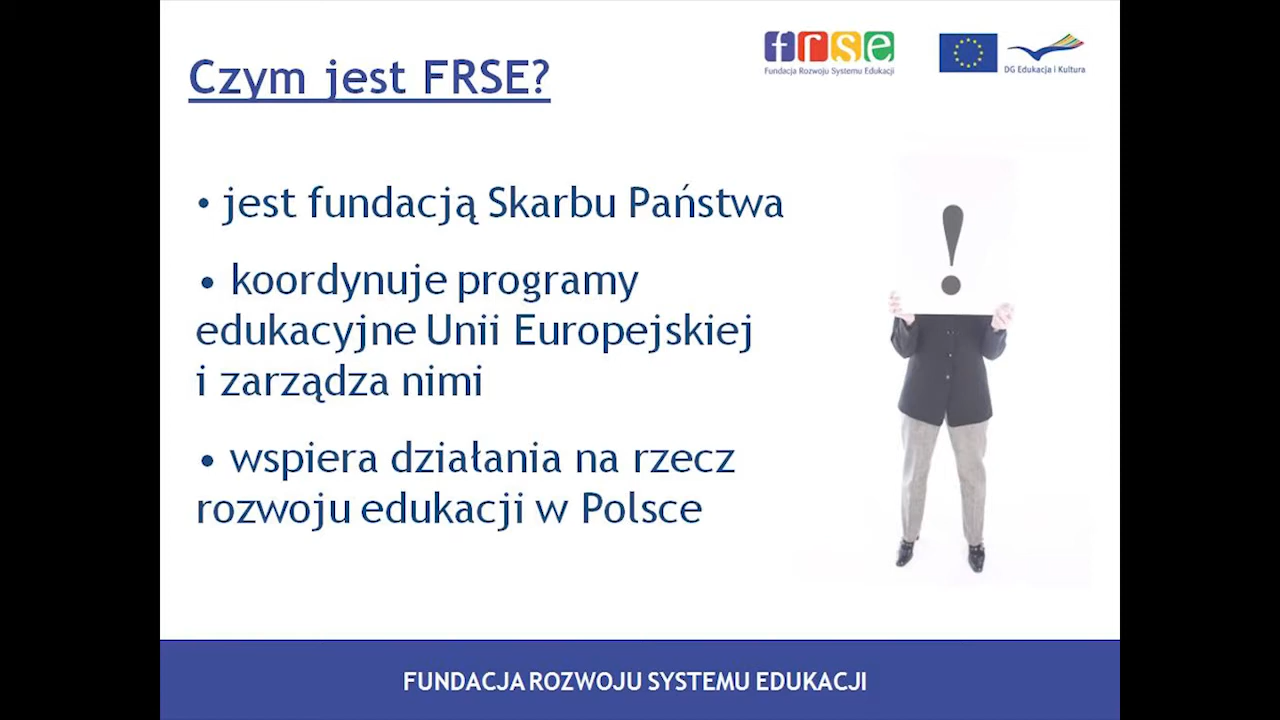 Czym jest FRSE?
frse
Fundacja Rozwoju Systemu Edukacji
DG Edukacja i Kultura
• jest fundacją Skarbu Państwa
• koordynuje programy
edukacyjne Unii Europejskiej
i zarządza nimi
• wspiera działania na rzecz
rozwoju edukacji w Polsce
!
FUNDACJA ROZWOJU SYSTEMU EDUKACJI